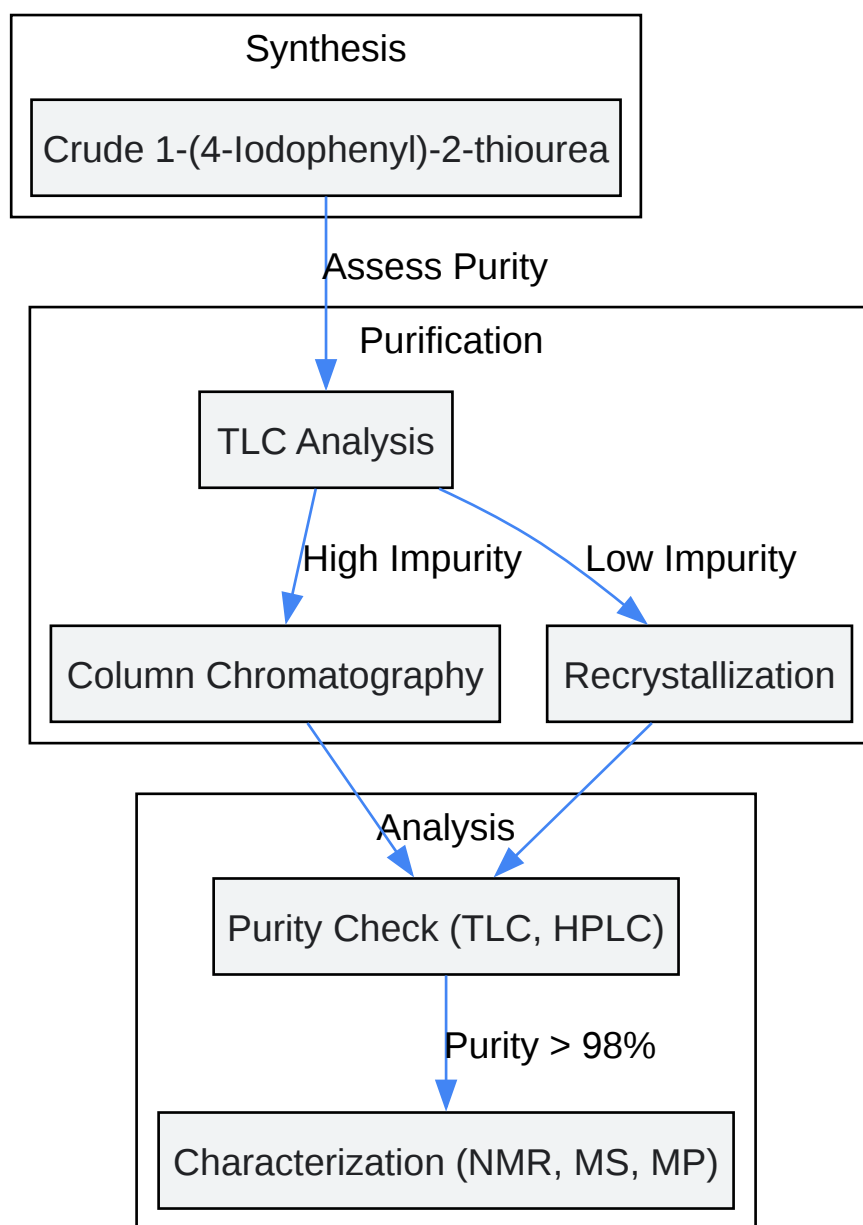 Synthesis
Crude 1-(4-Iodophenyl)-2-thiourea
Assess Purity
Purification
TLC Analysis
High Impurity
Low Impurity
Column Chromatography
Recrystallization
Analysis
Purity Check (TLC, HPLC)
Purity > 98%
Characterization (NMR, MS, MP)